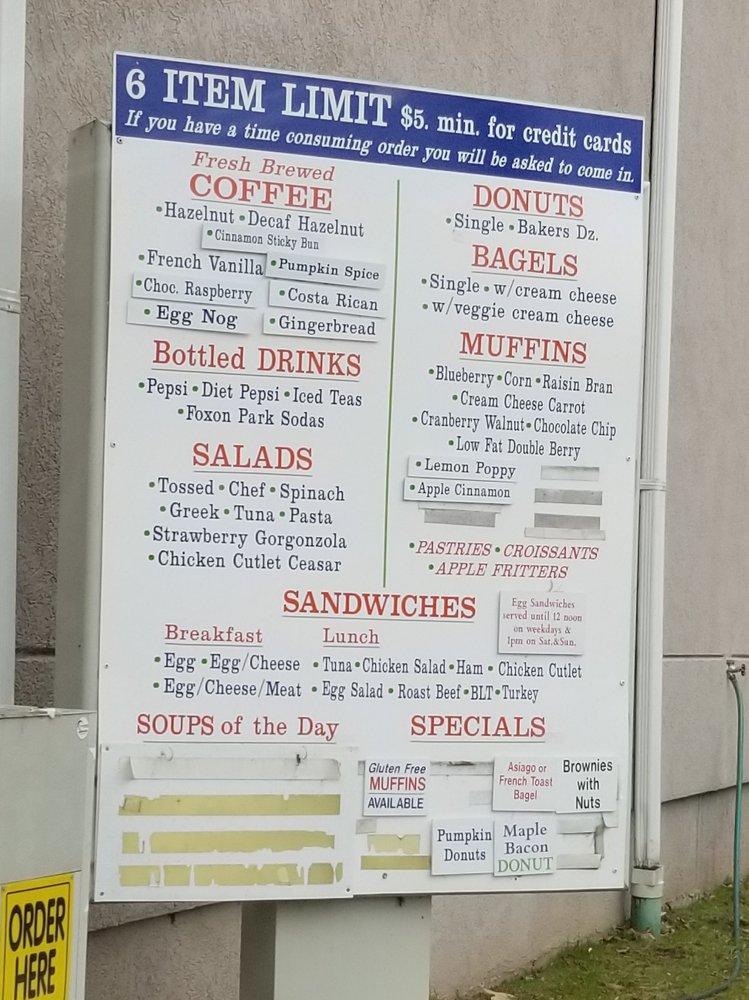 6 ITEM LIMIT $5. min. for credit cards
If you have a time consuming order you will be asked to come in.
Fresh Brewed
COFFEE
•Hazelnut •Decaf Hazelnut
•Cinnamon Sticky Bun
•French Vanilla •Pumpkin Spice
•Choc. Raspberry •Costa Rican
•Egg Nog •Gingerbread
Bottled DRINKS
•Pepsi •Diet Pepsi •Iced Teas
•Foxon Park Sodas
SALADS
•Tossed •Chef •Spinach
•Greek •Tuna •Pasta
•Strawberry Gorgonzola
•Chicken Cutlet Ceasar
DONUTS
•Single •Bakers Dz.
BAGELS
•Single •w/cream cheese
•w/veggie cream cheese
MUFFINS
•Blueberry •Corn •Raisin Bran
•Cream Cheese Carrot
•Cranberry Walnut •Chocolate Chip
•Low Fat Double Berry
•Lemon Poppy
•Apple Cinnamon
•PASTRIES •CROISSANTS
•APPLE FRITTERS
SANDWICHES
Egg Sandwiches
served until 12 noon
on weekdays &
1pm on Sat.&Sun.
Breakfast
•Egg •Egg/Cheese
•Egg/Cheese/Meat
Lunch
•Tuna •Chicken Salad •Ham •Chicken Cutlet
•Egg Salad •Roast Beef •BLT •Turkey
SOUPS of the Day
SPECIALS
Gluten Free
MUFFINS
AVAILABLE
Asiago or
French Toast
Bagel
Brownies
with
Nuts
Pumpkin
Donuts
Maple
Bacon
DONUT
ORDER
HERE